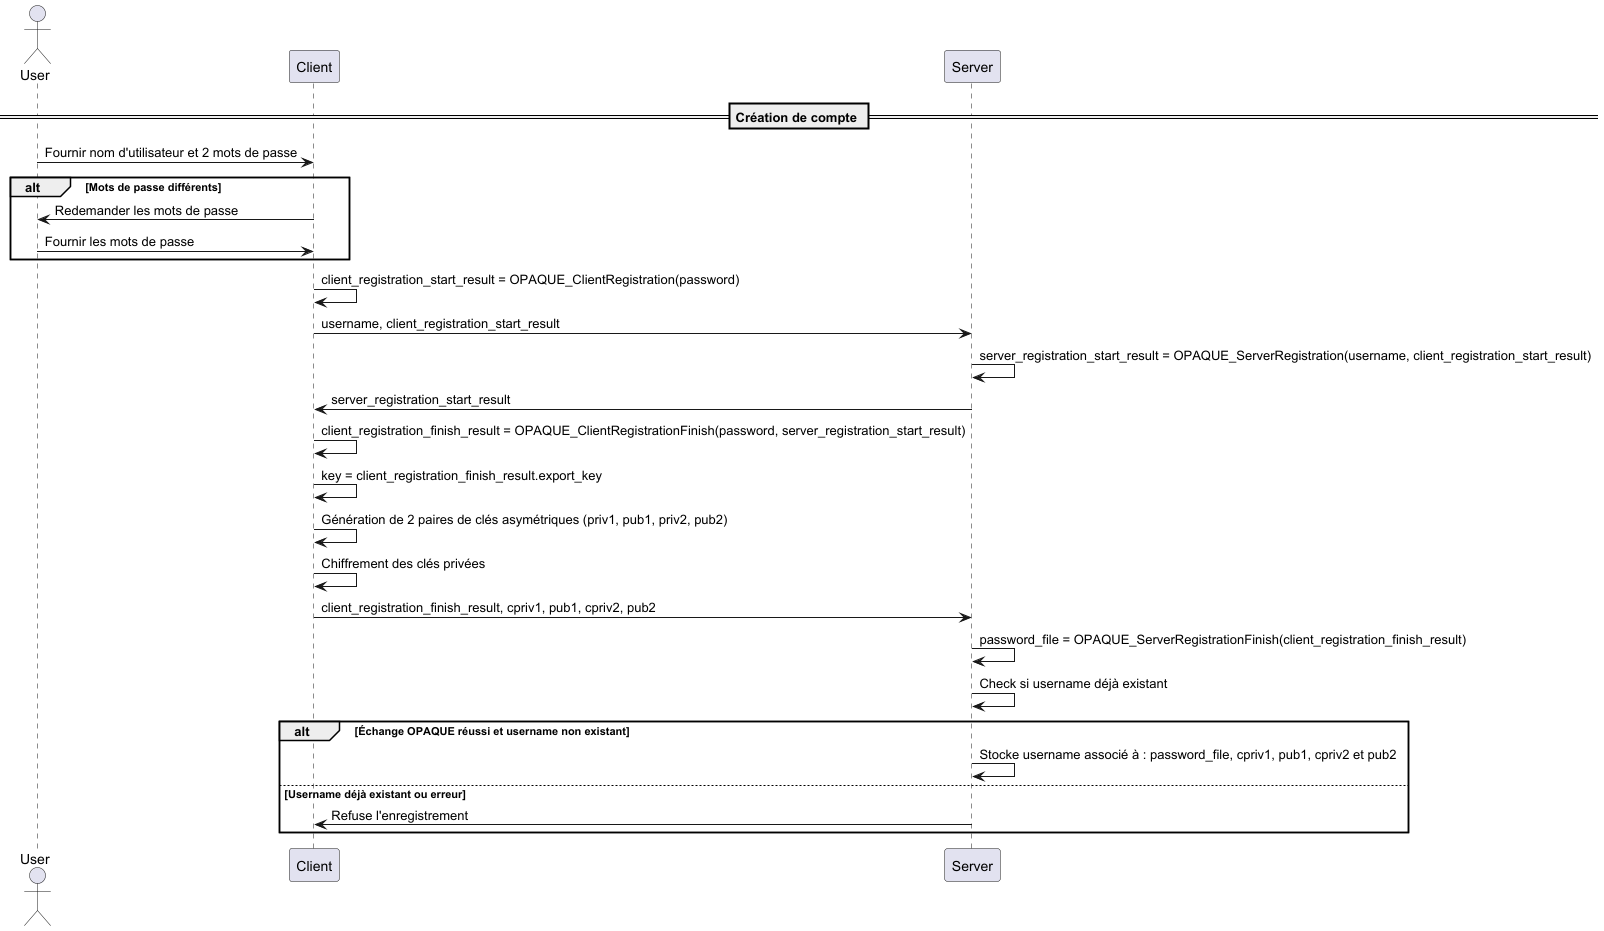 User
Client
Server
Création de compte
Fournir nom d'utilisateur et 2 mots de passe
alt
[Mots de passe différents]
Redemander les mots de passe
Fournir les mots de passe
client_registration_start_result = OPAQUE_ClientRegistration(password)
username, client_registration_start_result
server_registration_start_result = OPAQUE_ServerRegistration(username, client_registration_start_result)
server_registration_start_result
client_registration_finish_result = OPAQUE_ClientRegistrationFinish(password, server_registration_start_result)
key = client_registration_finish_result.export_key
Génération de 2 paires de clés asymétriques (priv1, pub1, priv2, pub2)
Chiffrement des clés privées
client_registration_finish_result, cpriv1, pub1, cpriv2, pub2
password_file = OPAQUE_ServerRegistrationFinish(client_registration_finish_result)
Check si username déjà existant
alt
[Échange OPAQUE réussi et username non existant]
Stocke username associé à : password_file, cpriv1, pub1, cpriv2 et pub2
[Username déjà existant ou erreur]
Refuse l'enregistrement
User
Client
Server